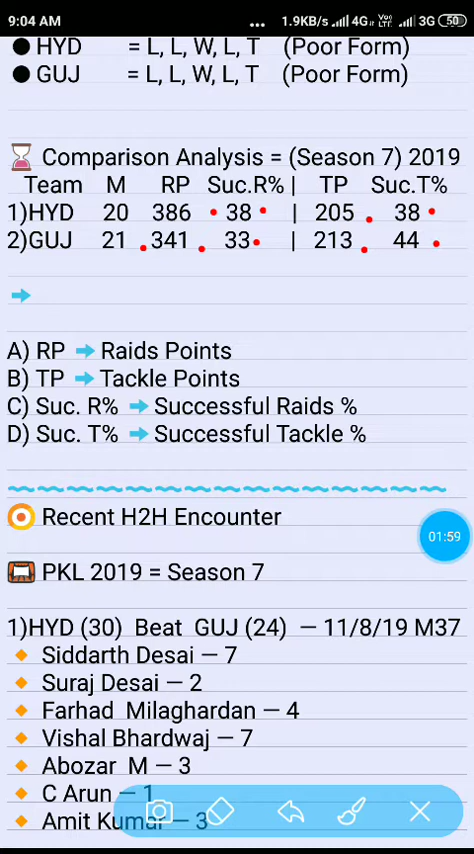 9:04 AM ... 1.9KB/s 4G Vo LTE 3G 50
● HYD = L, L, W, L, T (Poor Form)
● GUJ = L, L, W, L, T (Poor Form)
⌛ Comparison Analysis = (Season 7) 2019
Team M RP Suc.R% | TP Suc.T%
1)HYD 20 386 38 | 205 38
2)GUJ 21 341 33 | 213 44
➡
A) RP ➡ Raids Points
B) TP ➡ Tackle Points
C) Suc. R% ➡ Successful Raids %
D) Suc. T% ➡ Successful Tackle %
Recent H2H Encounter
01:59
PKL 2019 = Season 7
1)HYD (30) Beat GUJ (24) — 11/8/19 M37
🔸 Siddarth Desai — 7
🔸 Suraj Desai — 2
🔸 Farhad Milaghardan — 4
🔸 Vishal Bhardwaj — 7
🔸 Abozar M — 3
🔸 C Arun — 1
🔸 Amit Kumar — 3